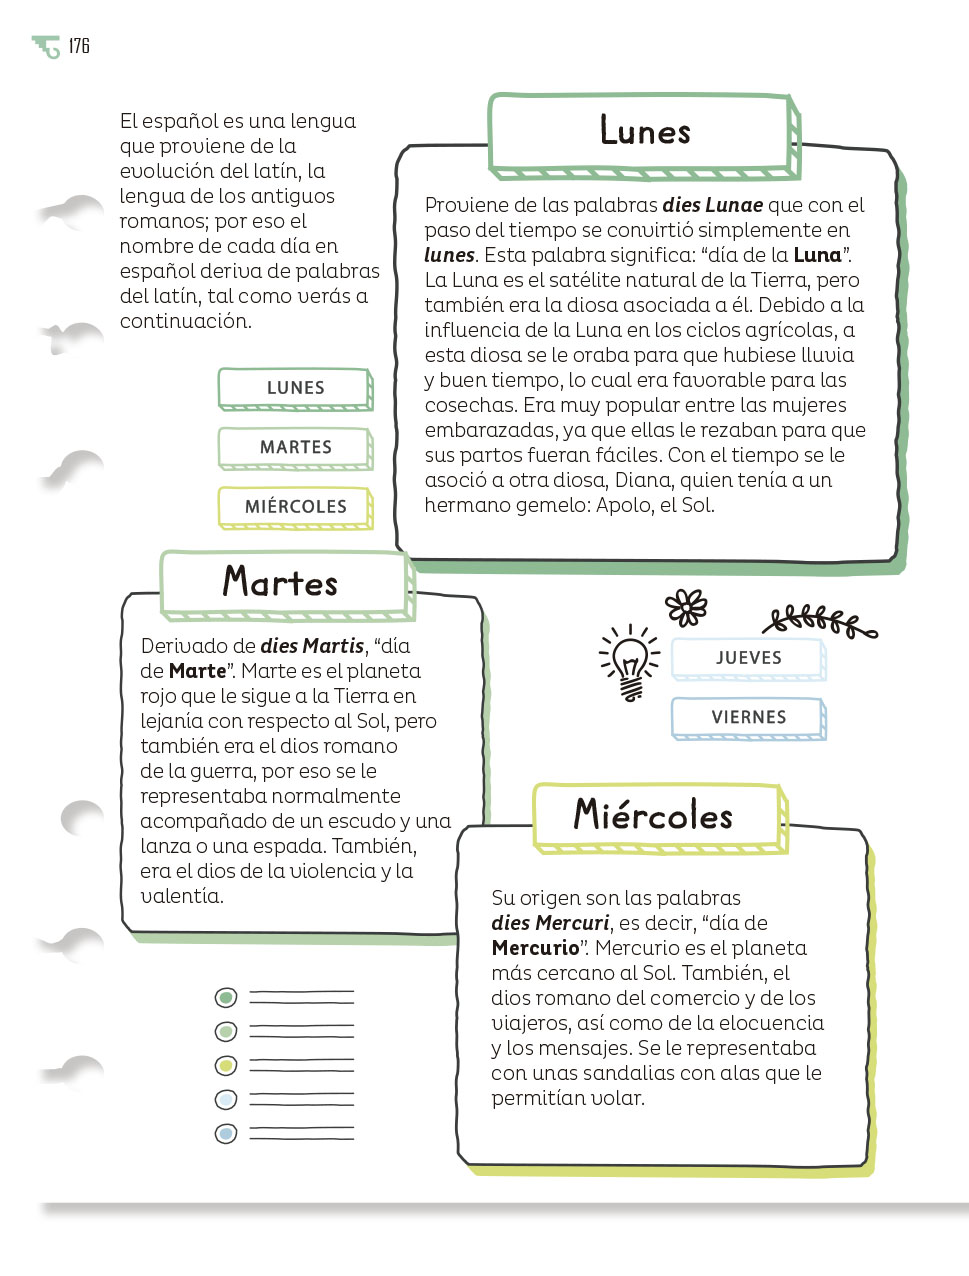 176
El español es una lengua
que proviene de la
evolución del latín, la
lengua de los antiguos
romanos; por eso el
nombre de cada día en
español deriva de palabras
del latín, tal como verás a
continuación.
LUNES
MARTES
MIÉRCOLES
Lunes
Proviene de las palabras dies Lunae que con el
paso del tiempo se convirtió simplemente en
lunes. Esta palabra significa: “día de la Luna”.
La Luna es el satélite natural de la Tierra, pero
también era la diosa asociada a él. Debido a la
influencia de la Luna en los ciclos agrícolas, a
esta diosa se le oraba para que hubiese lluvia
y buen tiempo, lo cual era favorable para las
cosechas. Era muy popular entre las mujeres
embarazadas, ya que ellas le rezaban para que
sus partos fueran fáciles. Con el tiempo se le
asoció a otra diosa, Diana, quien tenía a un
hermano gemelo: Apolo, el Sol.
Martes
Derivado de dies Martis, “día
de Marte”. Marte es el planeta
rojo que le sigue a la Tierra en
lejanía con respecto al Sol, pero
también era el dios romano
de la guerra, por eso se le
representaba normalmente
acompañado de un escudo y una
lanza o una espada. También,
era el dios de la violencia y la
valentía.
JUEVES
VIERNES
Miércoles
Su origen son las palabras
dies Mercuri, es decir, “día de
Mercurio”. Mercurio es el planeta
más cercano al Sol. También, el
dios romano del comercio y de los
viajeros, así como de la elocuencia
y los mensajes. Se le representaba
con unas sandalias con alas que le
permitían volar.